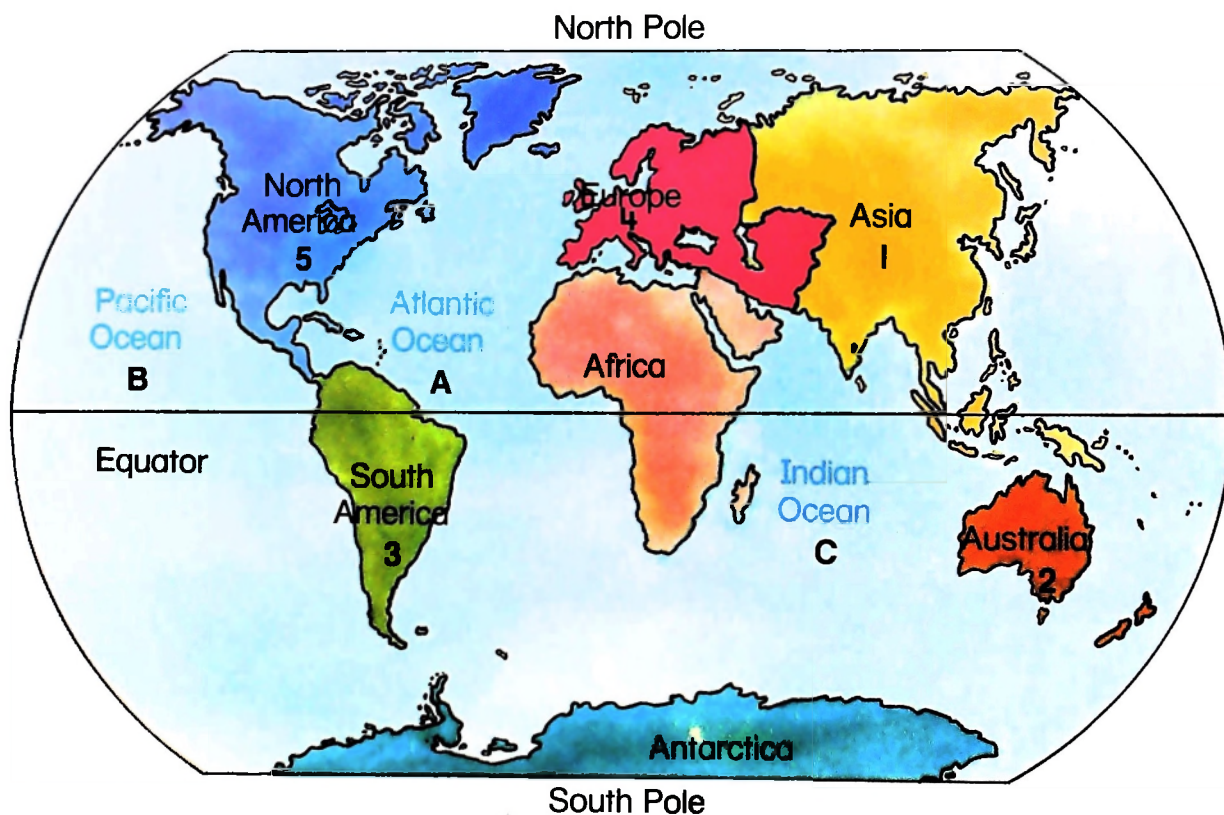 North Pole
North
America
5
Europe
4
Asia
1
Pacific
Ocean
B
Atlantic
Ocean
A
Africa
Equator
South
America
3
Indian
Ocean
C
Australia
2
Antarctica
South Pole